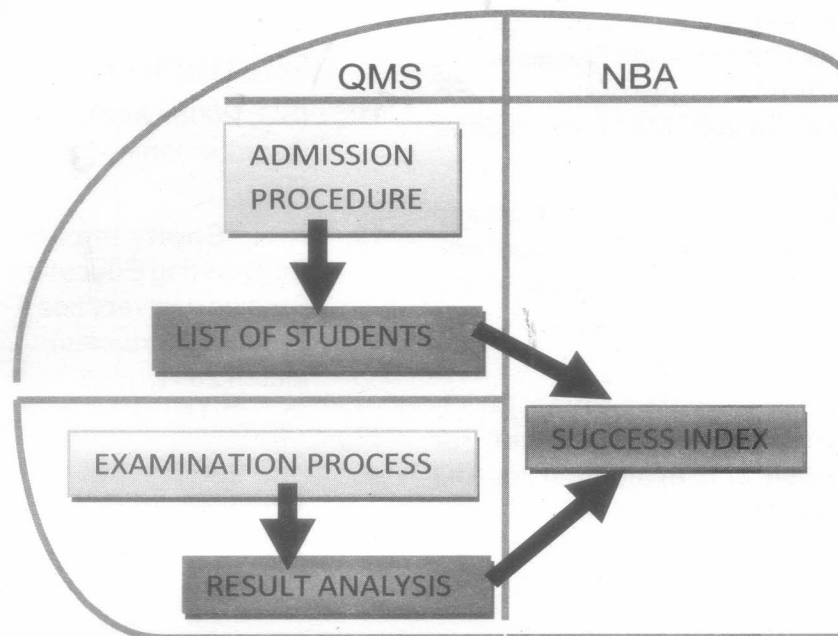 QMS NBA
ADMISSION
PROCEDURE
LIST OF STUDENTS
SUCCESS INDEX
EXAMINATION PROCESS
RESULT ANALYSIS